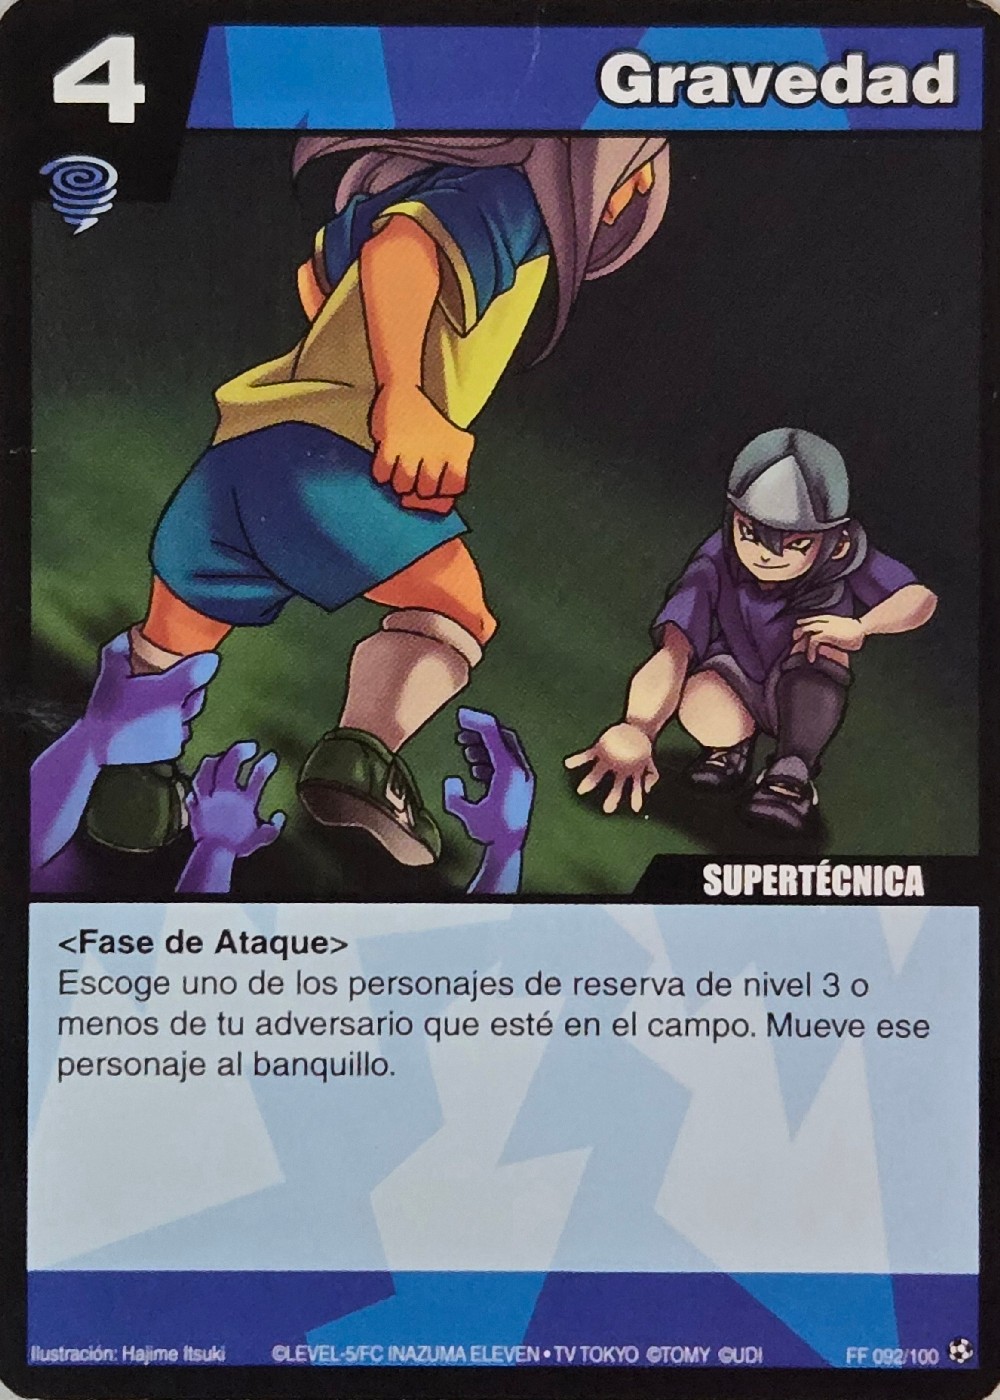 4
Gravedad
SUPERTÉCNICA
<Fase de Ataque>
Escoge uno de los personajes de reserva de nivel 3 o
menos de tu adversario que esté en el campo. Mueve ese
personaje al banquillo.
Ilustración: Hajime Itsuki ©LEVEL-5/FC INAZUMA ELEVEN • TV TOKYO ©TOMY ©UDI FF 092/100